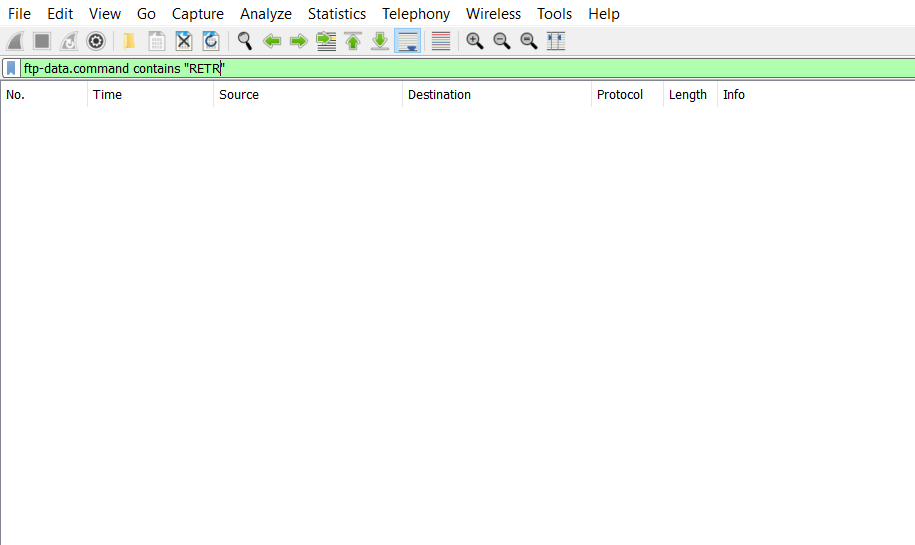 File Edit View Go Capture Analyze Statistics Telephony Wireless Tools Help
ftp-data.command contains "RETR"
No. Time Source Destination Protocol Length Info